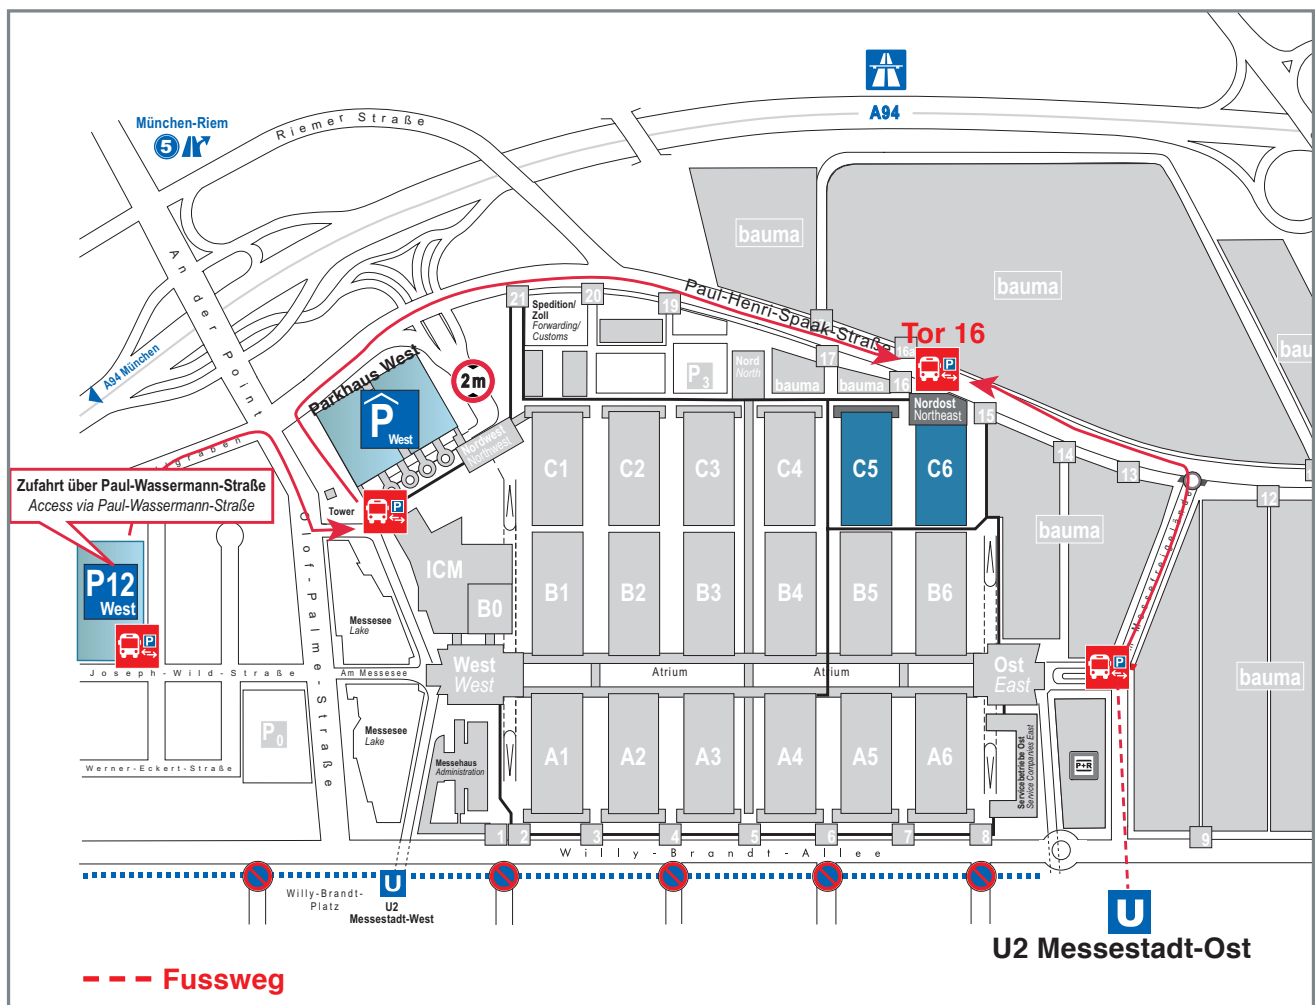 A94
München-Riem
5
Riemer Straße
An der Point
A94 München
bauma
bauma
bau
Paul-Henri-Spaak-Straße
Tor 16
21
20
19
17
16a
16
15
14
13
12
Spedition/
Zoll
Forwarding/
Customs
P3
Nord
North
bauma
bauma
P
Nordost
Northeast
Parkhaus West
2m
P
West
Nordwest
Northwest
C1
C2
C3
C4
C5
C6
Zufahrt über Paul-Wassermann-Straße
Access via Paul-Wassermann-Straße
Tower
P
bauma
Messefreigelände
P12
West
P
ICM
B0
B1
B2
B3
B4
B5
B6
Messesee
Lake
Olof-Palme-Straße
Joseph-Wild-Straße
Am Messesee
West
West
Atrium
Atrium
Ost
East
P
bauma
P0
Messesee
Lake
Werner-Eckert-Straße
Messehaus
Administration
A1
A2
A3
A4
A5
A6
Servicebetriebe Ost
Service Companies East
P+R
1
2
3
4
5
6
7
8
9
Willy-Brandt-Allee
Willy-Brandt-
Platz
U
U2
Messestadt-West
U
U2 Messestadt-Ost
Fussweg